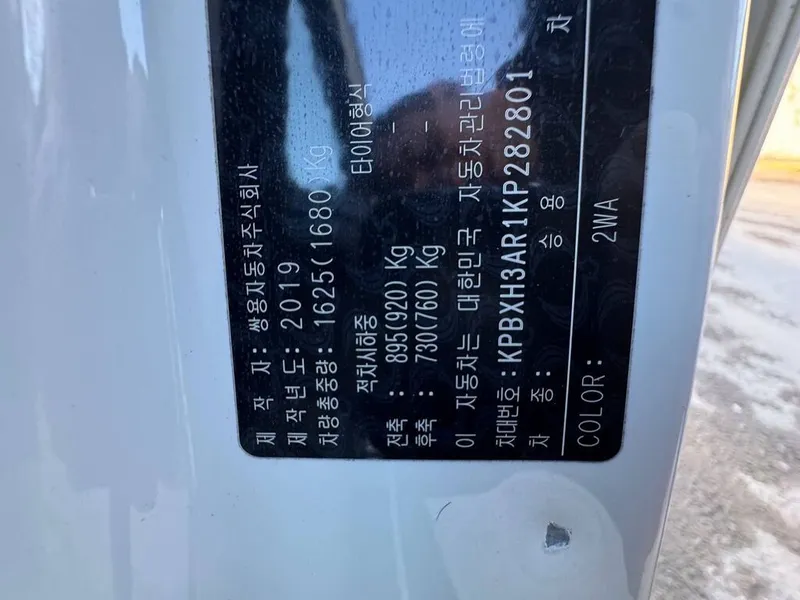 제 작 자: 쌍용자동차주식회사
제 작 년 도: 2019
차량총중량: 1625(1680)Kg
적차시하중 타이어형식
전축: 895(920) Kg –
후축: 730(760) Kg –
이 자동차는 대한민국 자동차관리법령에
차대번호: KPBXH3AR1KP282801
차 종: 승 용 차
COLOR: 2WA